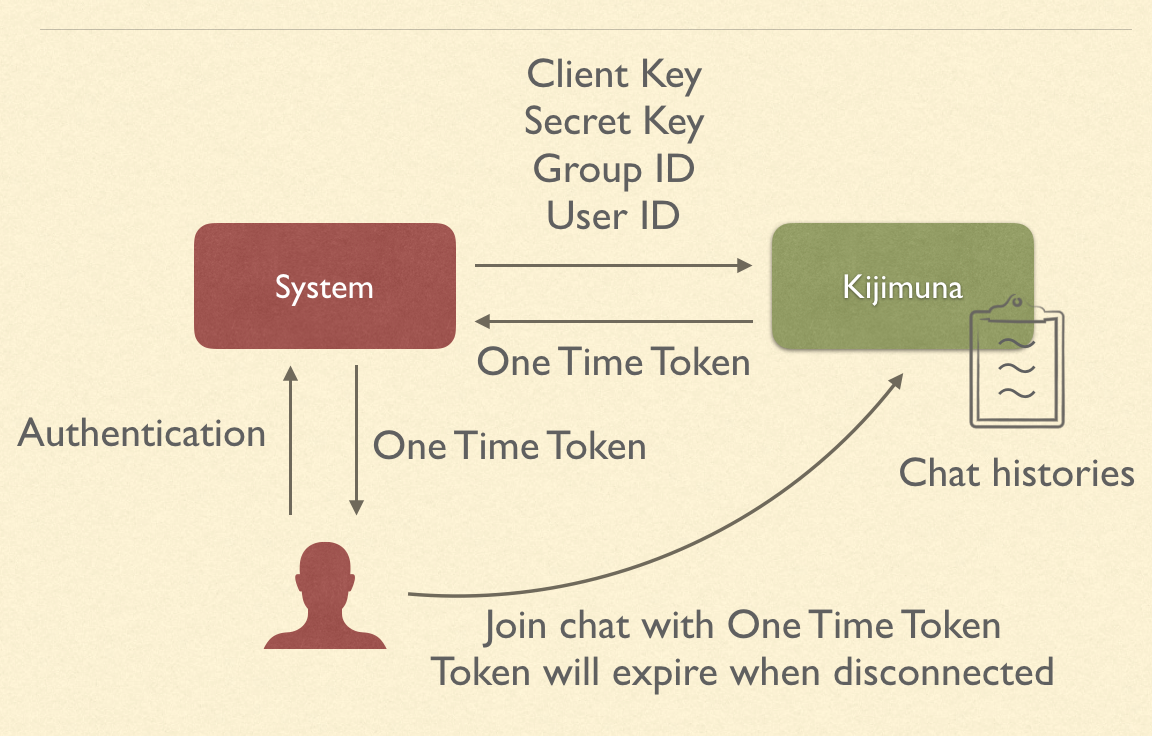 Client Key
Secret Key
Group ID
User ID
System
Kijimuna
One Time Token
Authentication
One Time Token
Chat histories
Join chat with One Time Token
Token will expire when disconnected